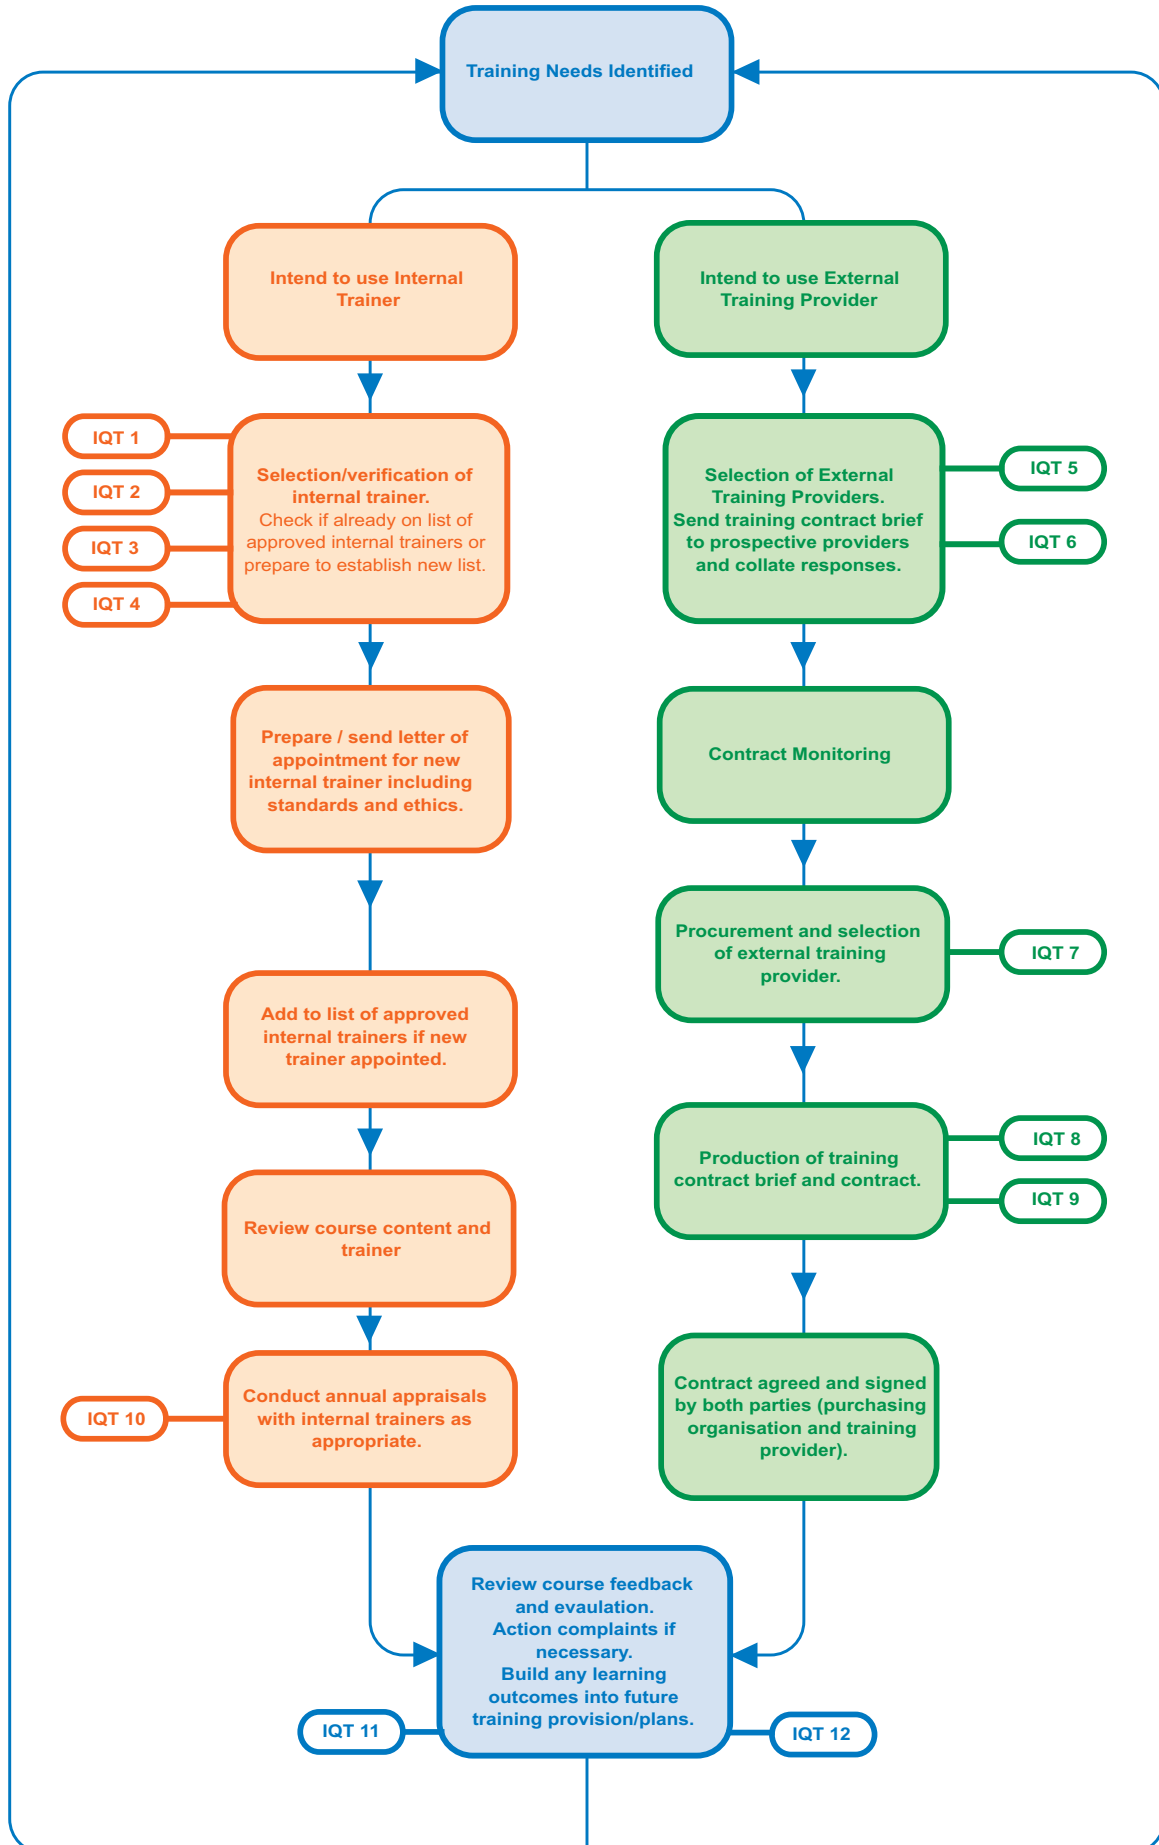 Training Needs Identified
Intend to use Internal
Trainer
Intend to use External
Training Provider
IQT 1
IQT 2
IQT 3
IQT 4
Selection/verification of
internal trainer.
Check if already on list of
approved internal trainers or
prepare to establish new list.
Selection of External
Training Providers.
Send training contract brief
to prospective providers
and collate responses.
IQT 5
IQT 6
Prepare / send letter of
appointment for new
internal trainer including
standards and ethics.
Contract Monitoring
Procurement and selection
of external training
provider.
IQT 7
Add to list of approved
internal trainers if new
trainer appointed.
Production of training
contract brief and contract.
IQT 8
IQT 9
Review course content and
trainer
IQT 10
Conduct annual appraisals
with internal trainers as
appropriate.
Contract agreed and signed
by both parties (purchasing
organisation and training
provider).
Review course feedback
and evaulation.
Action complaints if
necessary.
Build any learning
outcomes into future
training provision/plans.
IQT 11
IQT 12